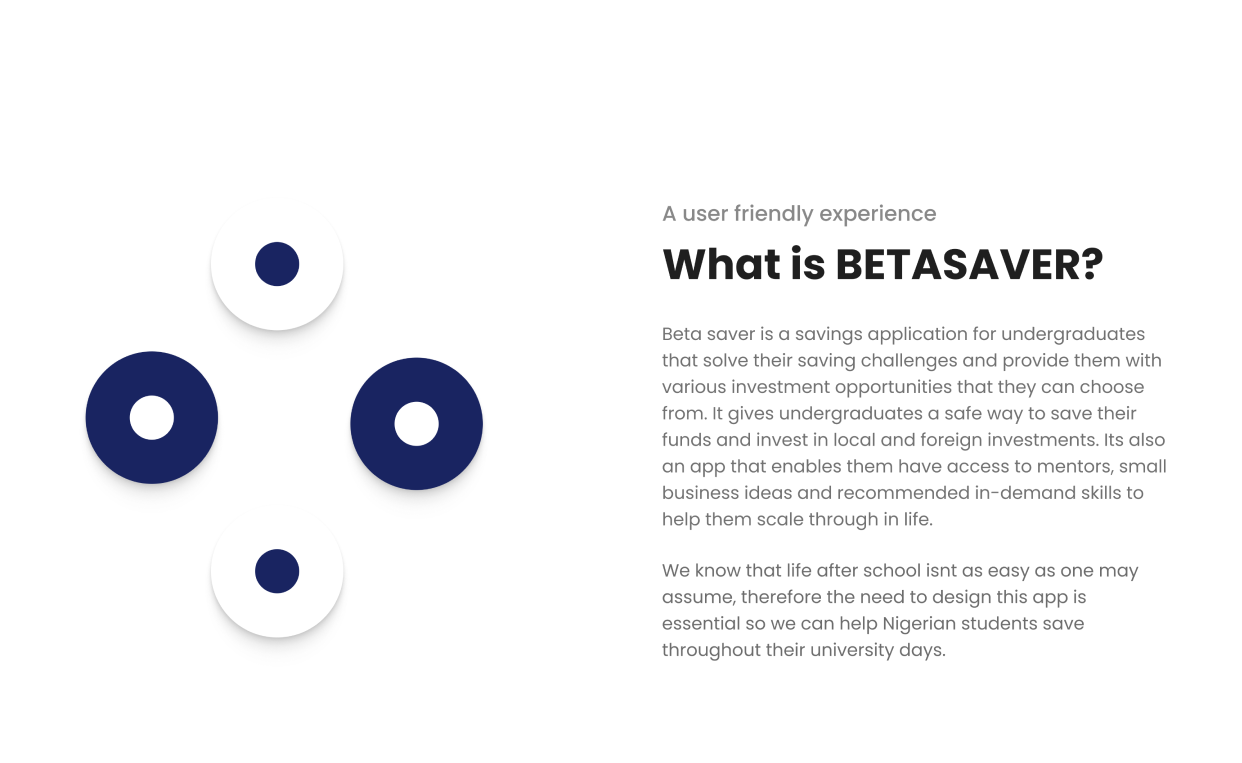 A user friendly experience
What is BETASAVER?
Beta saver is a savings application for undergraduates
that solve their saving challenges and provide them with
various investment opportunities that they can choose
from. It gives undergraduates a safe way to save their
funds and invest in local and foreign investments. Its also
an app that enables them have access to mentors, small
business ideas and recommended in-demand skills to
help them scale through in life.
We know that life after school isnt as easy as one may
assume, therefore the need to design this app is
essential so we can help Nigerian students save
throughout their university days.